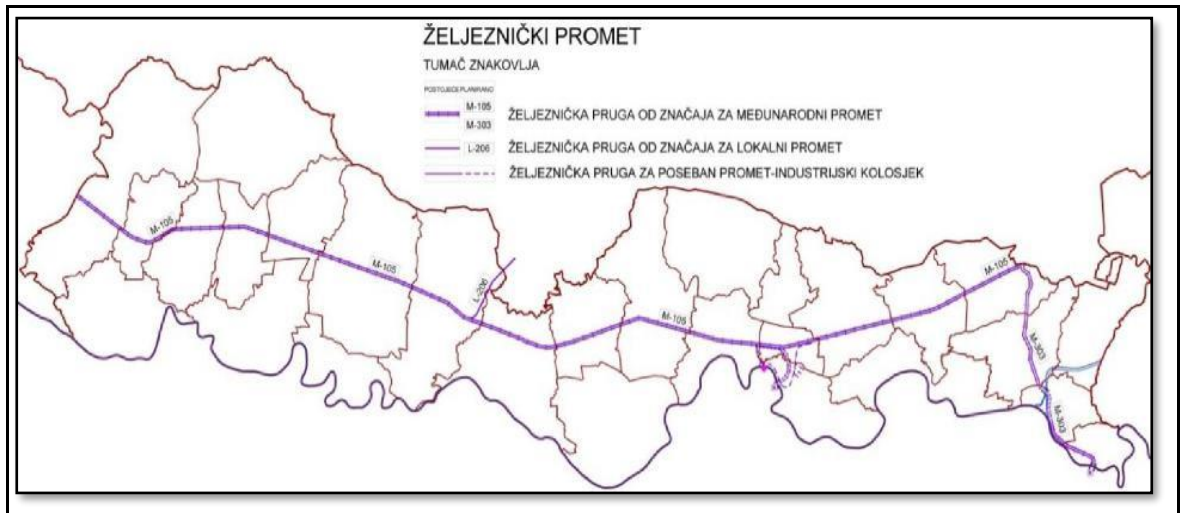 ŽELJEZNIČKI PROMET
TUMAČ ZNAKOVLJA
POSTOJEĆE PLANIRANO
M-105
ŽELJEZNIČKA PRUGA OD ZNAČAJA ZA MEĐUNARODNI PROMET
M-303
L-206 ŽELJEZNIČKA PRUGA OD ZNAČAJA ZA LOKALNI PROMET
ŽELJEZNIČKA PRUGA ZA POSEBAN PROMET-INDUSTRIJSKI KOLOSJEK
M-105
M-105
L-206
M-105
M-105
M-303
M-303